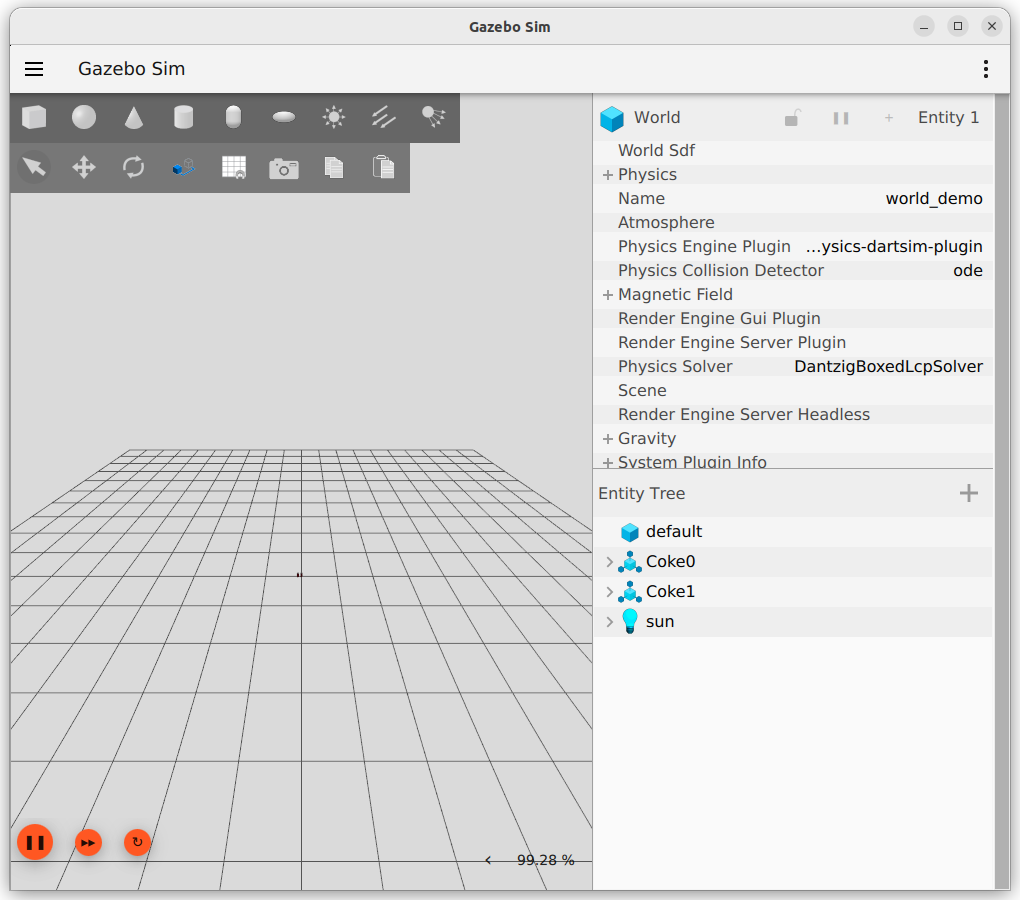 Gazebo Sim
Gazebo Sim
World Entity 1
World Sdf
Physics
Name world_demo
Atmosphere
Physics Engine Plugin ...ysics-dartsim-plugin
Physics Collision Detector ode
Magnetic Field
Render Engine Gui Plugin
Render Engine Server Plugin
Physics Solver DantzigBoxedLcpSolver
Scene
Render Engine Server Headless
Gravity
System Plugin Info
Entity Tree
default
Coke0
Coke1
sun
99.28 %